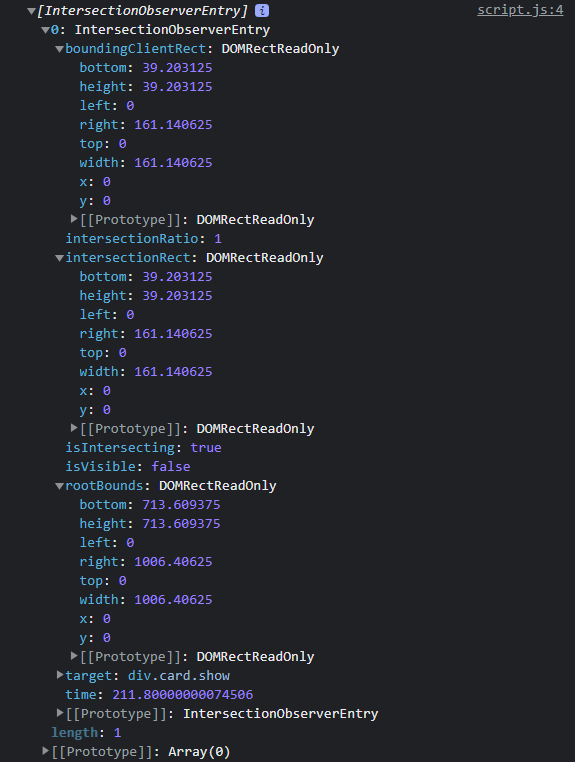 [IntersectionObserverEntry] i script.js:4
0: IntersectionObserverEntry
boundingClientRect: DOMRectReadOnly
bottom: 39.203125
height: 39.203125
left: 0
right: 161.140625
top: 0
width: 161.140625
x: 0
y: 0
[[Prototype]]: DOMRectReadOnly
intersectionRatio: 1
intersectionRect: DOMRectReadOnly
bottom: 39.203125
height: 39.203125
left: 0
right: 161.140625
top: 0
width: 161.140625
x: 0
y: 0
[[Prototype]]: DOMRectReadOnly
isIntersecting: true
isVisible: false
rootBounds: DOMRectReadOnly
bottom: 713.609375
height: 713.609375
left: 0
right: 1006.40625
top: 0
width: 1006.40625
x: 0
y: 0
[[Prototype]]: DOMRectReadOnly
target: div.card.show
time: 211.80000000074506
[[Prototype]]: IntersectionObserverEntry
length: 1
[[Prototype]]: Array(0)